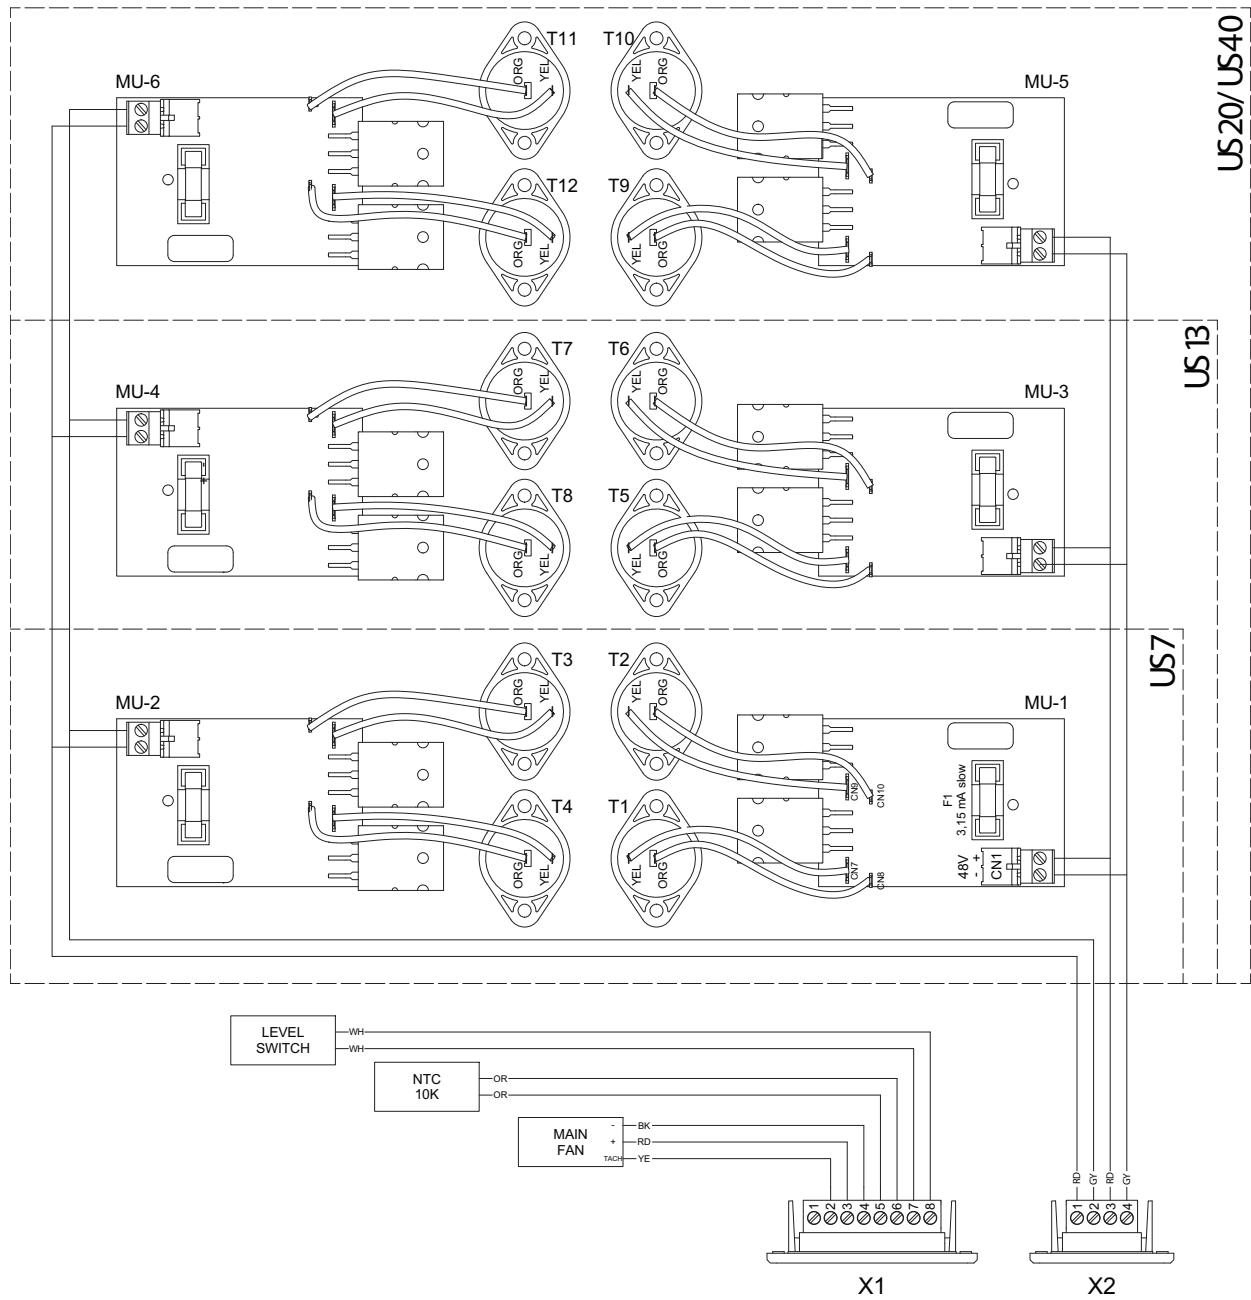 US20/ US40
T11
T10
MU-6
MU-5
ORG
YEL
YEL
ORG
T12
T9
ORG
YEL
YEL
ORG
US13
T7
T6
MU-4
MU-3
ORG
YEL
YEL
ORG
-
+
T8
T5
ORG
YEL
YEL
ORG
US7
T3
T2
MU-2
MU-1
ORG
YEL
YEL
ORG
CN9
CN10
F1
3,15 mA slow
T4
T1
ORG
YEL
YEL
ORG
CN7
CN8
48V
- +
CN1
LEVEL
SWITCH
WH
WH
NTC
10K
OR
OR
MAIN
FAN
- BK
+ RD
TACH YE
RD
GY
RD
GY
1 2 3 4 5 6 7 8
1 2 3 4
X1
X2